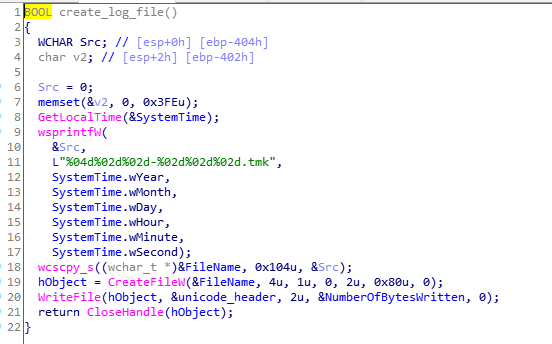 1 BOOL create_log_file()
2 {
3 WCHAR Src; // [esp+0h] [ebp-404h]
4 char v2; // [esp+2h] [ebp-402h]
5
6 Src = 0;
7 memset(&v2, 0, 0x3FEu);
8 GetLocalTime(&SystemTime);
9 wsprintfW(
10 &Src,
11 L"%04d%02d%02d-%02d%02d%02d.tmk",
12 SystemTime.wYear,
13 SystemTime.wMonth,
14 SystemTime.wDay,
15 SystemTime.wHour,
16 SystemTime.wMinute,
17 SystemTime.wSecond);
18 wcscpy_s((wchar_t *)&FileName, 0x104u, &Src);
19 hObject = CreateFileW(&FileName, 4u, 1u, 0, 2u, 0x80u, 0);
20 WriteFile(hObject, &unicode_header, 2u, &NumberOfBytesWritten, 0);
21 return CloseHandle(hObject);
22 }